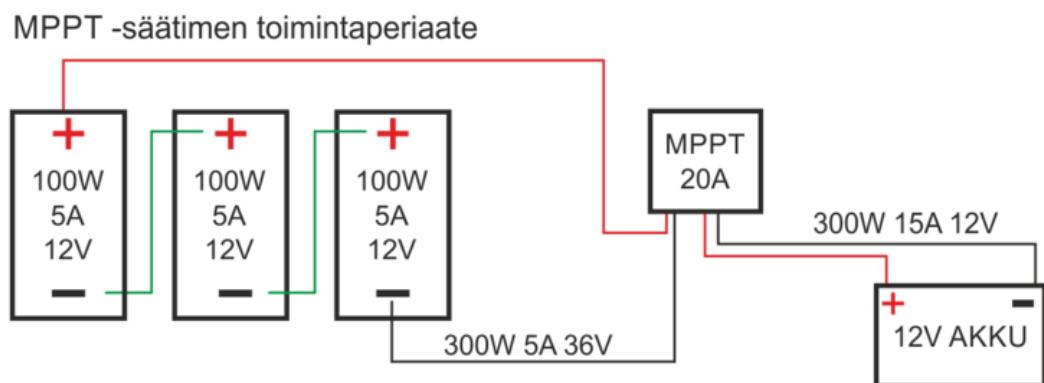 MPPT -säätimen toimintaperiaate
+
100W
5A
12V
−
+
100W
5A
12V
−
+
100W
5A
12V
−
MPPT
20A
300W 15A 12V
300W 5A 36V
+ −
12V AKKU